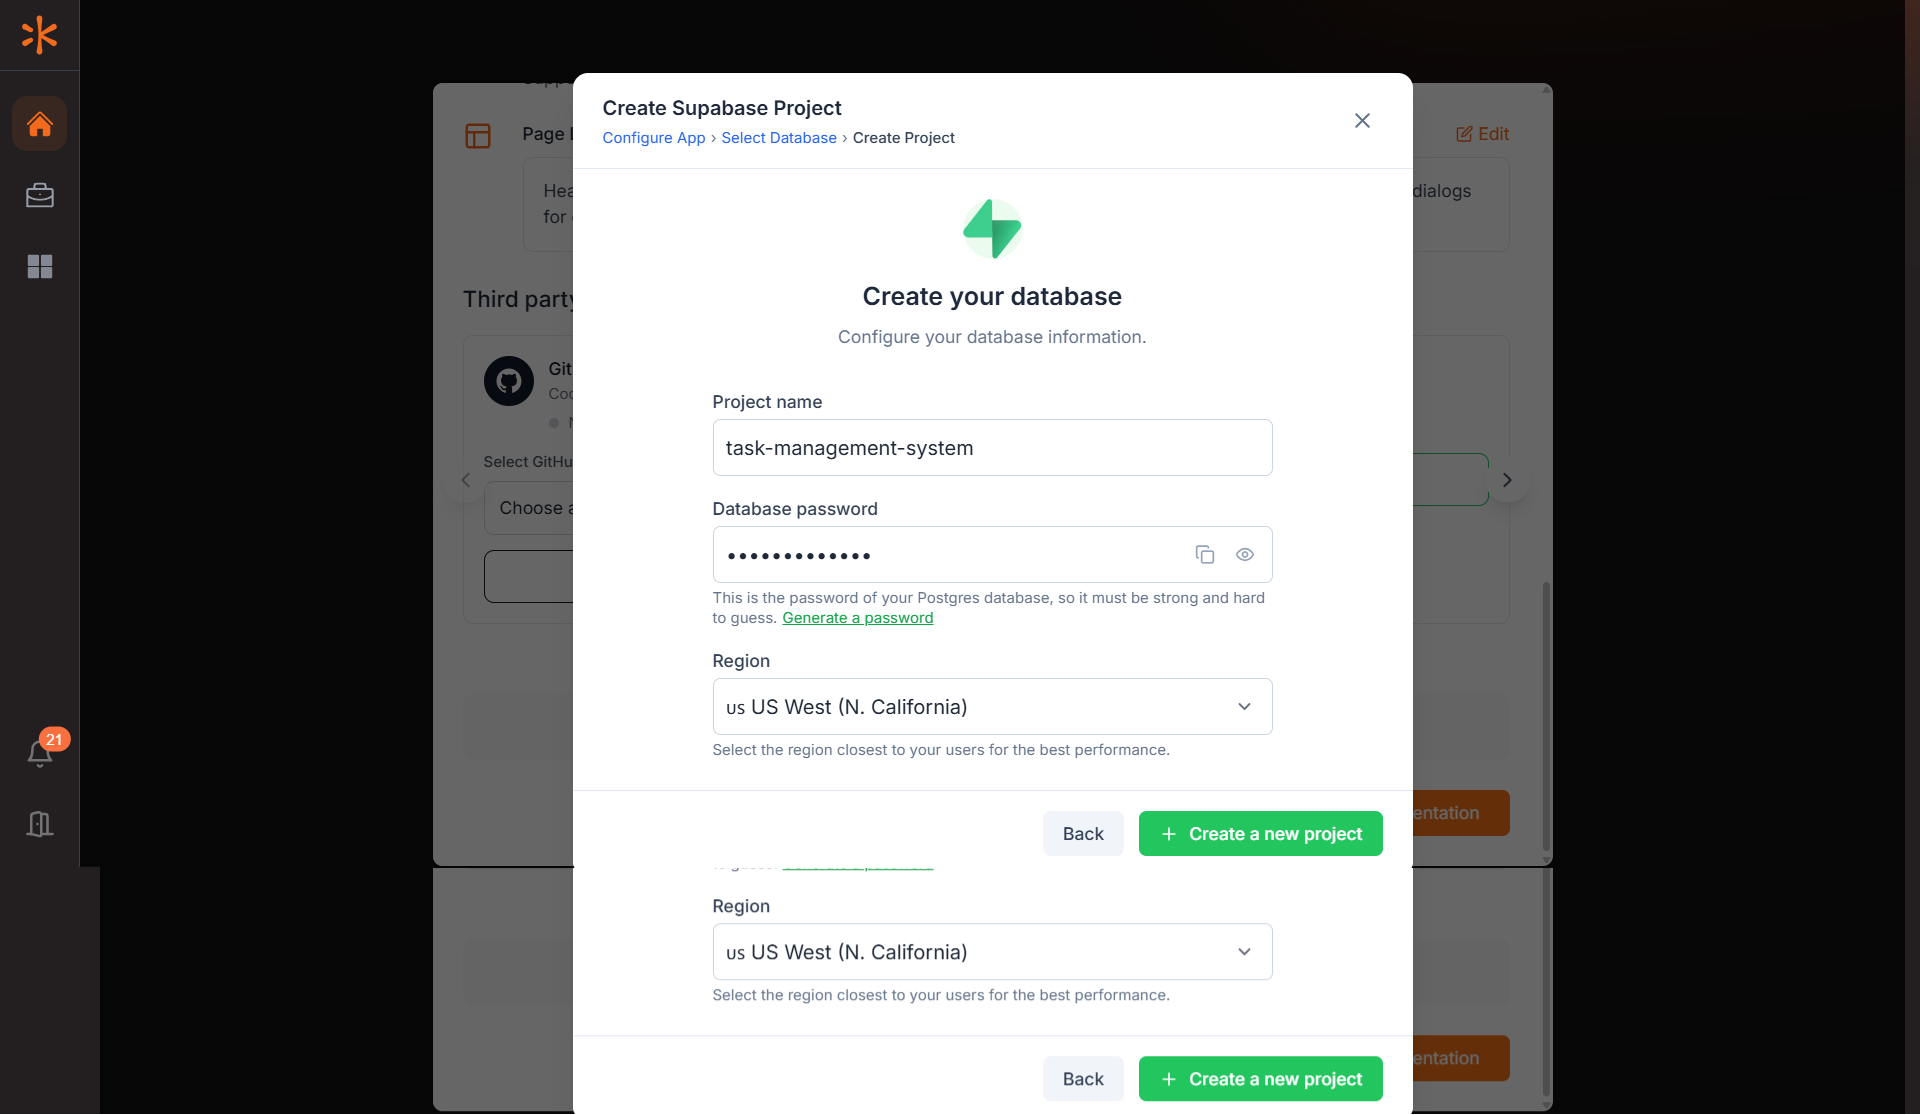 Create Supabase Project
Configure App › Select Database › Create Project
Page
Edit
Hea
dialogs
for
Create your database
Configure your database information.
Third party
Git
Coo
Select GitHu
Choose a
Project name
task-management-system
Database password
•••••••••••••
This is the password of your Postgres database, so it must be strong and hard
to guess. Generate a password
Region
US US West (N. California)
Select the region closest to your users for the best performance.
21
Back
+ Create a new project
entation
Region
US US West (N. California)
Select the region closest to your users for the best performance.
Back
+ Create a new project
entation